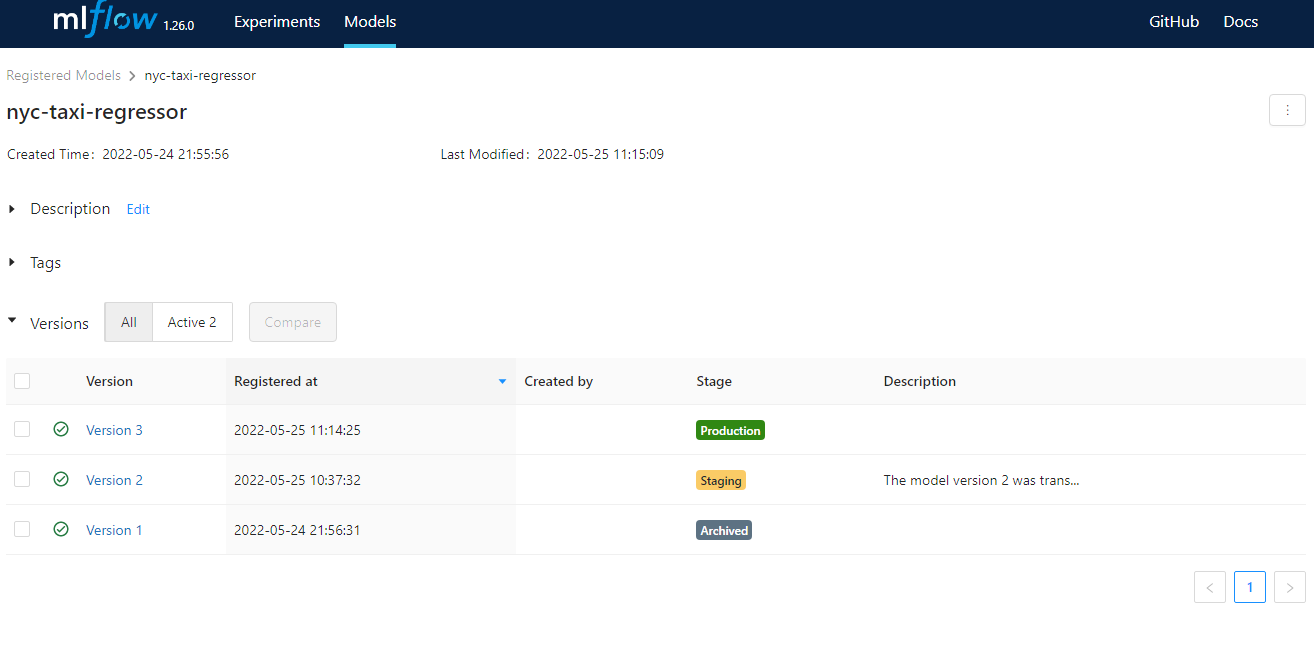 mlflow 1.26.0 Experiments Models GitHub Docs
Registered Models > nyc-taxi-regressor
nyc-taxi-regressor
Created Time: 2022-05-24 21:55:56 Last Modified: 2022-05-25 11:15:09
Description Edit
Tags
Versions All Active 2 Compare
Version Registered at Created by Stage Description
Version 3 2022-05-25 11:14:25 Production
Version 2 2022-05-25 10:37:32 Staging The model version 2 was trans...
Version 1 2022-05-24 21:56:31 Archived
< 1 >